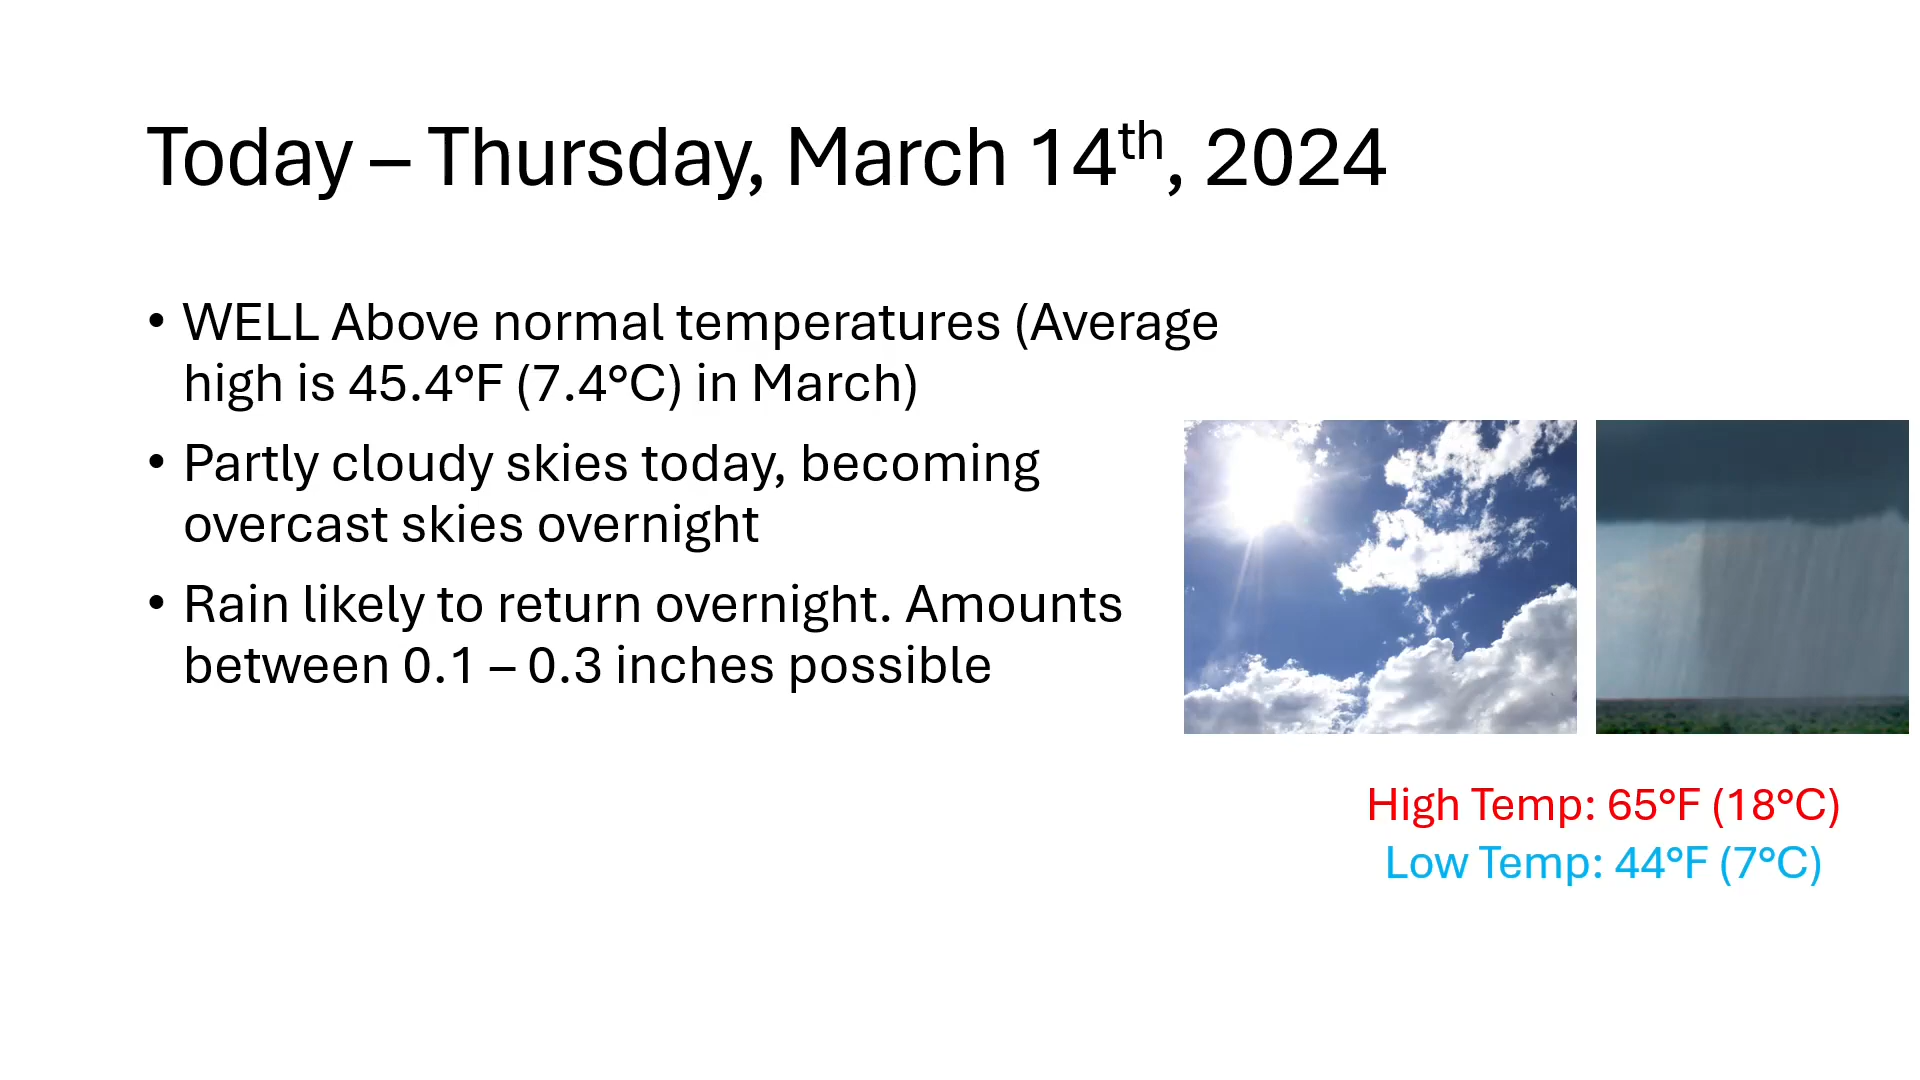 Today – Thursday, March 14th, 2024
• WELL Above normal temperatures (Average
high is 45.4°F (7.4°C) in March)
• Partly cloudy skies today, becoming
overcast skies overnight
• Rain likely to return overnight. Amounts
between 0.1 – 0.3 inches possible
High Temp: 65°F (18°C)
Low Temp: 44°F (7°C)